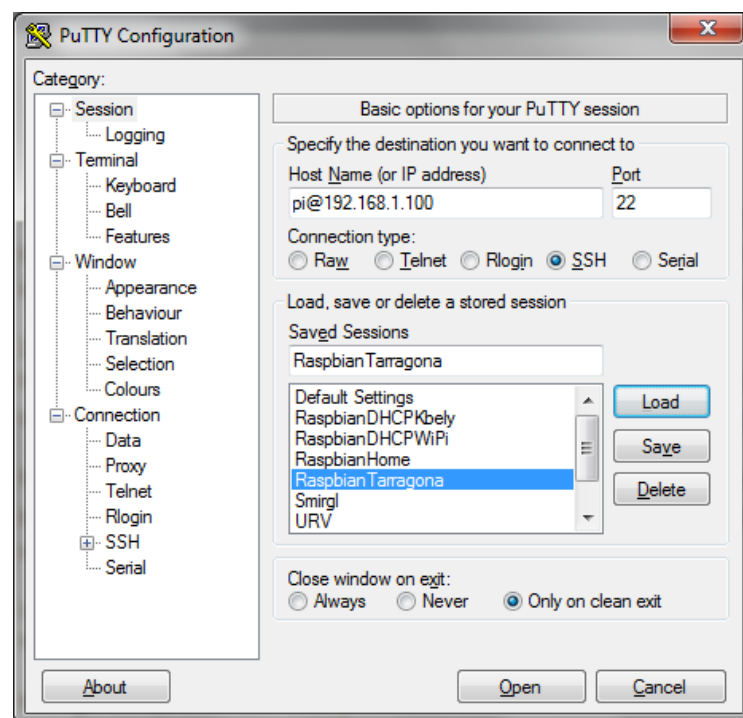 PuTTY Configuration
Category:
Session
Logging
Terminal
Keyboard
Bell
Features
Window
Appearance
Behaviour
Translation
Selection
Colours
Connection
Data
Proxy
Telnet
Rlogin
SSH
Serial
Basic options for your PuTTY session
Specify the destination you want to connect to
Host Name (or IP address) Port
pi@192.168.1.100 22
Connection type:
Raw Telnet Rlogin SSH Serial
Load, save or delete a stored session
Saved Sessions
RaspbianTarragona
Default Settings
RaspbianDHCPKbely
RaspbianDHCPWiPi
RaspbianHome
RaspbianTarragona
Smirgl
URV
Load
Save
Delete
Close window on exit:
Always Never Only on clean exit
About Open Cancel